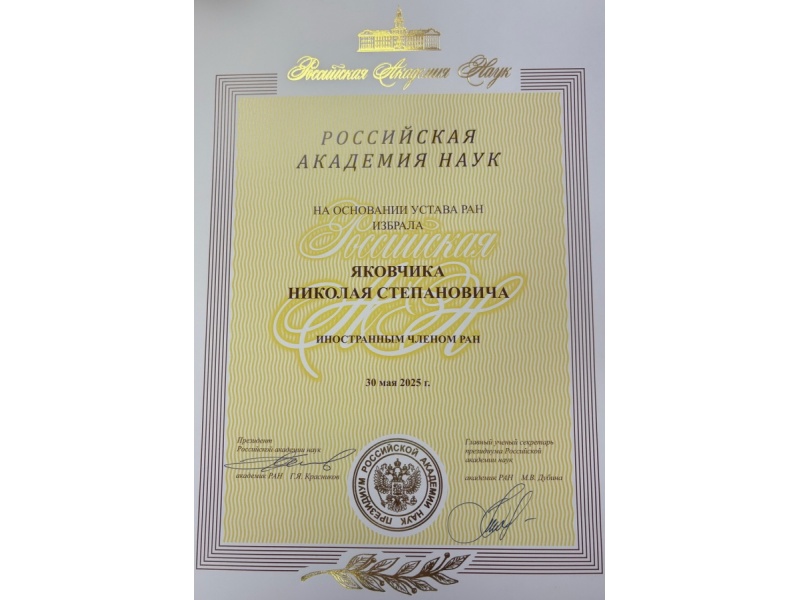 Российская Академия Наук
РОССИЙСКАЯ
АКАДЕМИЯ НАУК
НА ОСНОВАНИИ УСТАВА РАН
ИЗБРАЛА
Российская
ЯКОВЧИКА
НИКОЛАЯ СТЕПАНОВИЧА
ИНОСТРАННЫМ ЧЛЕНОМ РАН
30 мая 2025 г.
Президент
Российской академии наук
академик РАН Г.Я. Красников
ПРЕЗИДИУМ РОССИЙСКОЙ АКАДЕМИИ НАУК
Главный ученый секретарь
президиума Российской
академии наук
академик РАН М.В. Дубина